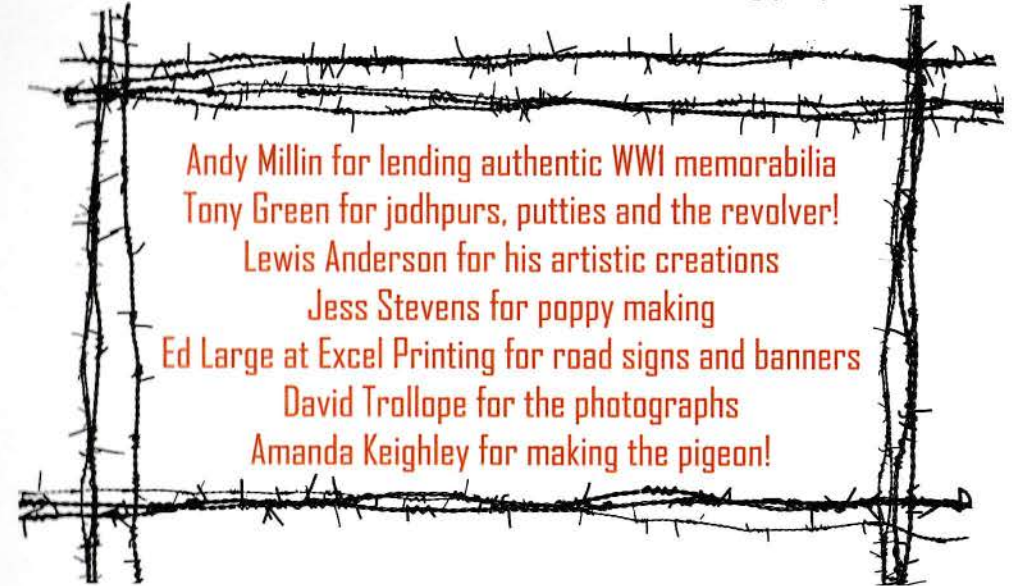 Andy Millin for lending authentic WW1 memorabilia
Tony Green for jodhpurs, putties and the revolver!
Lewis Anderson for his artistic creations
Jess Stevens for poppy making
Ed Large at Excel Printing for road signs and banners
David Trollope for the photographs
Amanda Keighley for making the pigeon!